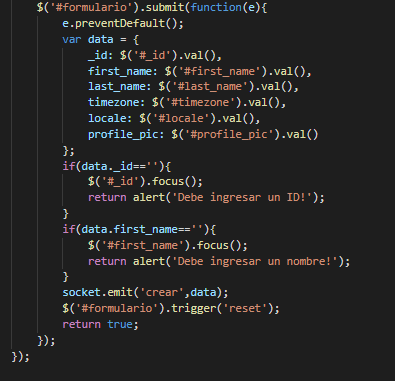 $('#formulario').submit(function(e){
e.preventDefault();
var data = {
_id: $('#_id').val(),
first_name: $('#first_name').val(),
last_name: $('#last_name').val(),
timezone: $('#timezone').val(),
locale: $('#locale').val(),
profile_pic: $('#profile_pic').val()
};
if(data._id==''){
$('#_id').focus();
return alert('Debe ingresar un ID!');
}
if(data.first_name==''){
$('#first_name').focus();
return alert('Debe ingresar un nombre!');
}
socket.emit('crear',data);
$('#formulario').trigger('reset');
return true;
});
});